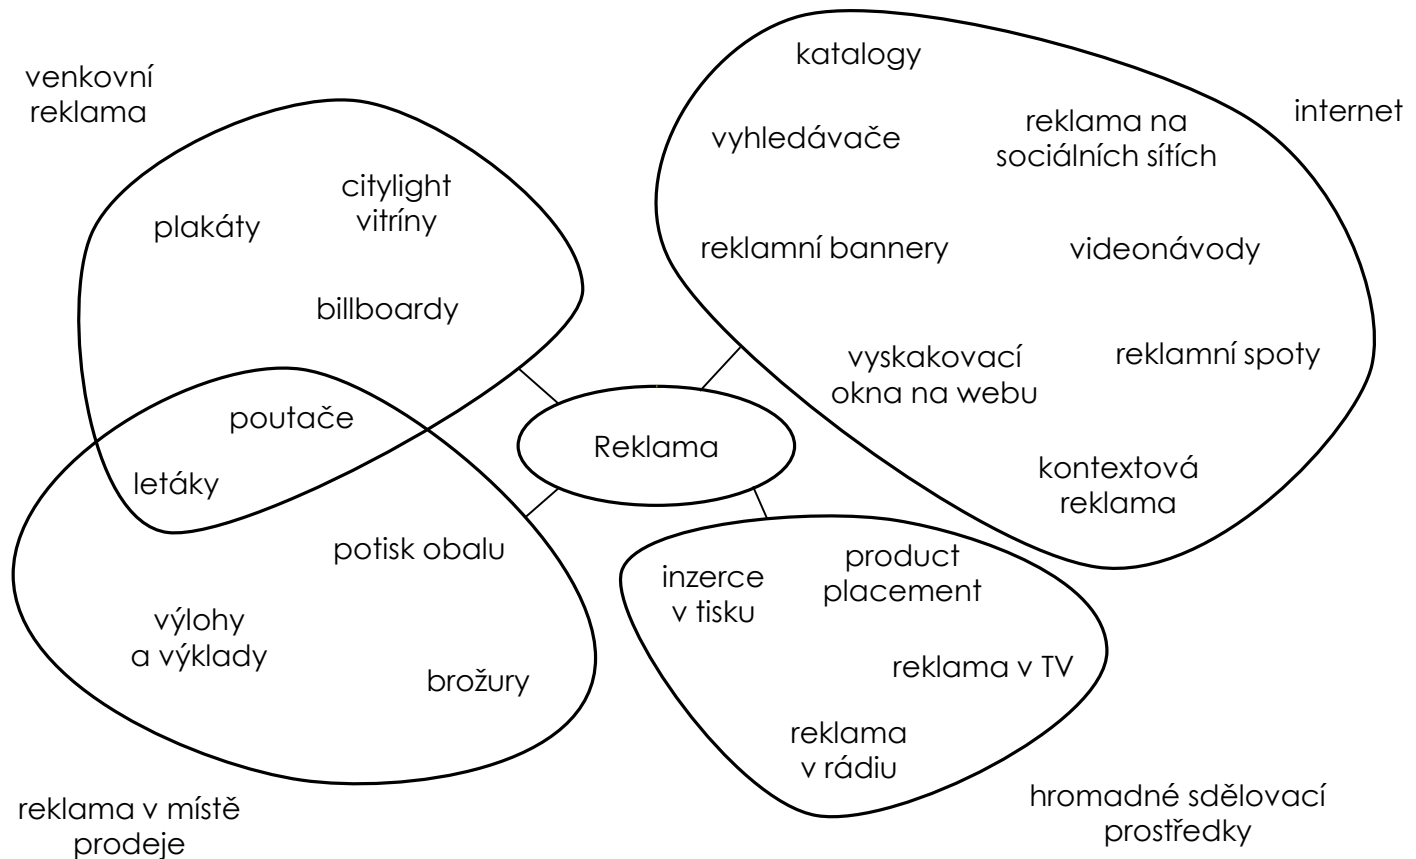 venkovní
reklama
plakáty
citylight
vitríny
billboardy
poutače
letáky
potisk obalu
výlohy
a výklady
brožury
reklama v místě
prodeje
Reklama
internet
katalogy
vyhledávače
reklama na
sociálních sítích
reklamní bannery
videonávody
vyskakovací
okna na webu
reklamní spoty
kontextová
reklama
inzerce
v tisku
product
placement
reklama v TV
reklama
v rádiu
hromadné sdělovací
prostředky